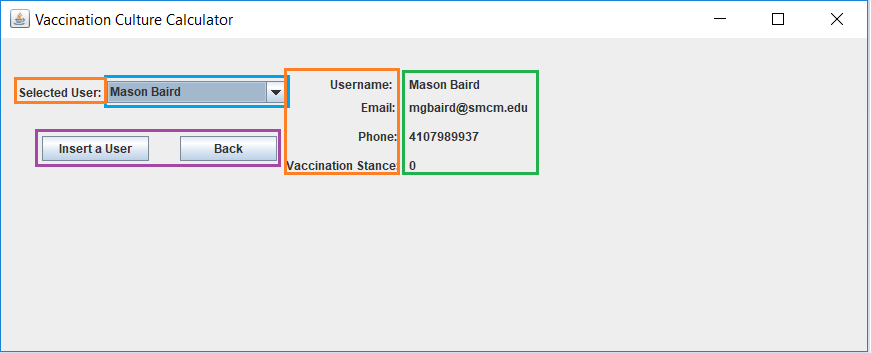 Vaccination Culture Calculator
Selected User: Mason Baird
Insert a User Back
Username: Mason Baird
Email: mgbaird@smcm.edu
Phone: 4107989937
Vaccination Stance: 0